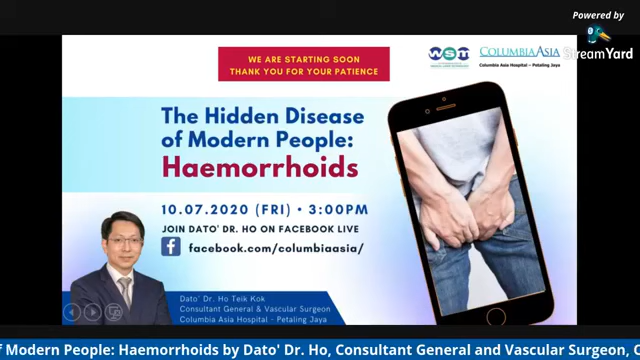 Powered by
StreamYard
WE ARE STARTING SOON
THANK YOU FOR YOUR PATIENCE
wsm
COLUMBIA ASIA
Columbia Asia Hospital - Petaling Jaya
The Hidden Disease
of Modern People:
Haemorrhoids
10.07.2020 (FRI) • 3:00PM
JOIN DATO' DR. HO ON FACEBOOK LIVE
f facebook.com/columbiaasia/
Dato' Dr. Ho Teik Kok
Consultant General & Vascular Surgeon
Columbia Asia Hospital - Petaling Jaya
f Modern People: Haemorrhoids by Dato' Dr. Ho, Consultant General and Vascular Surgeon, C